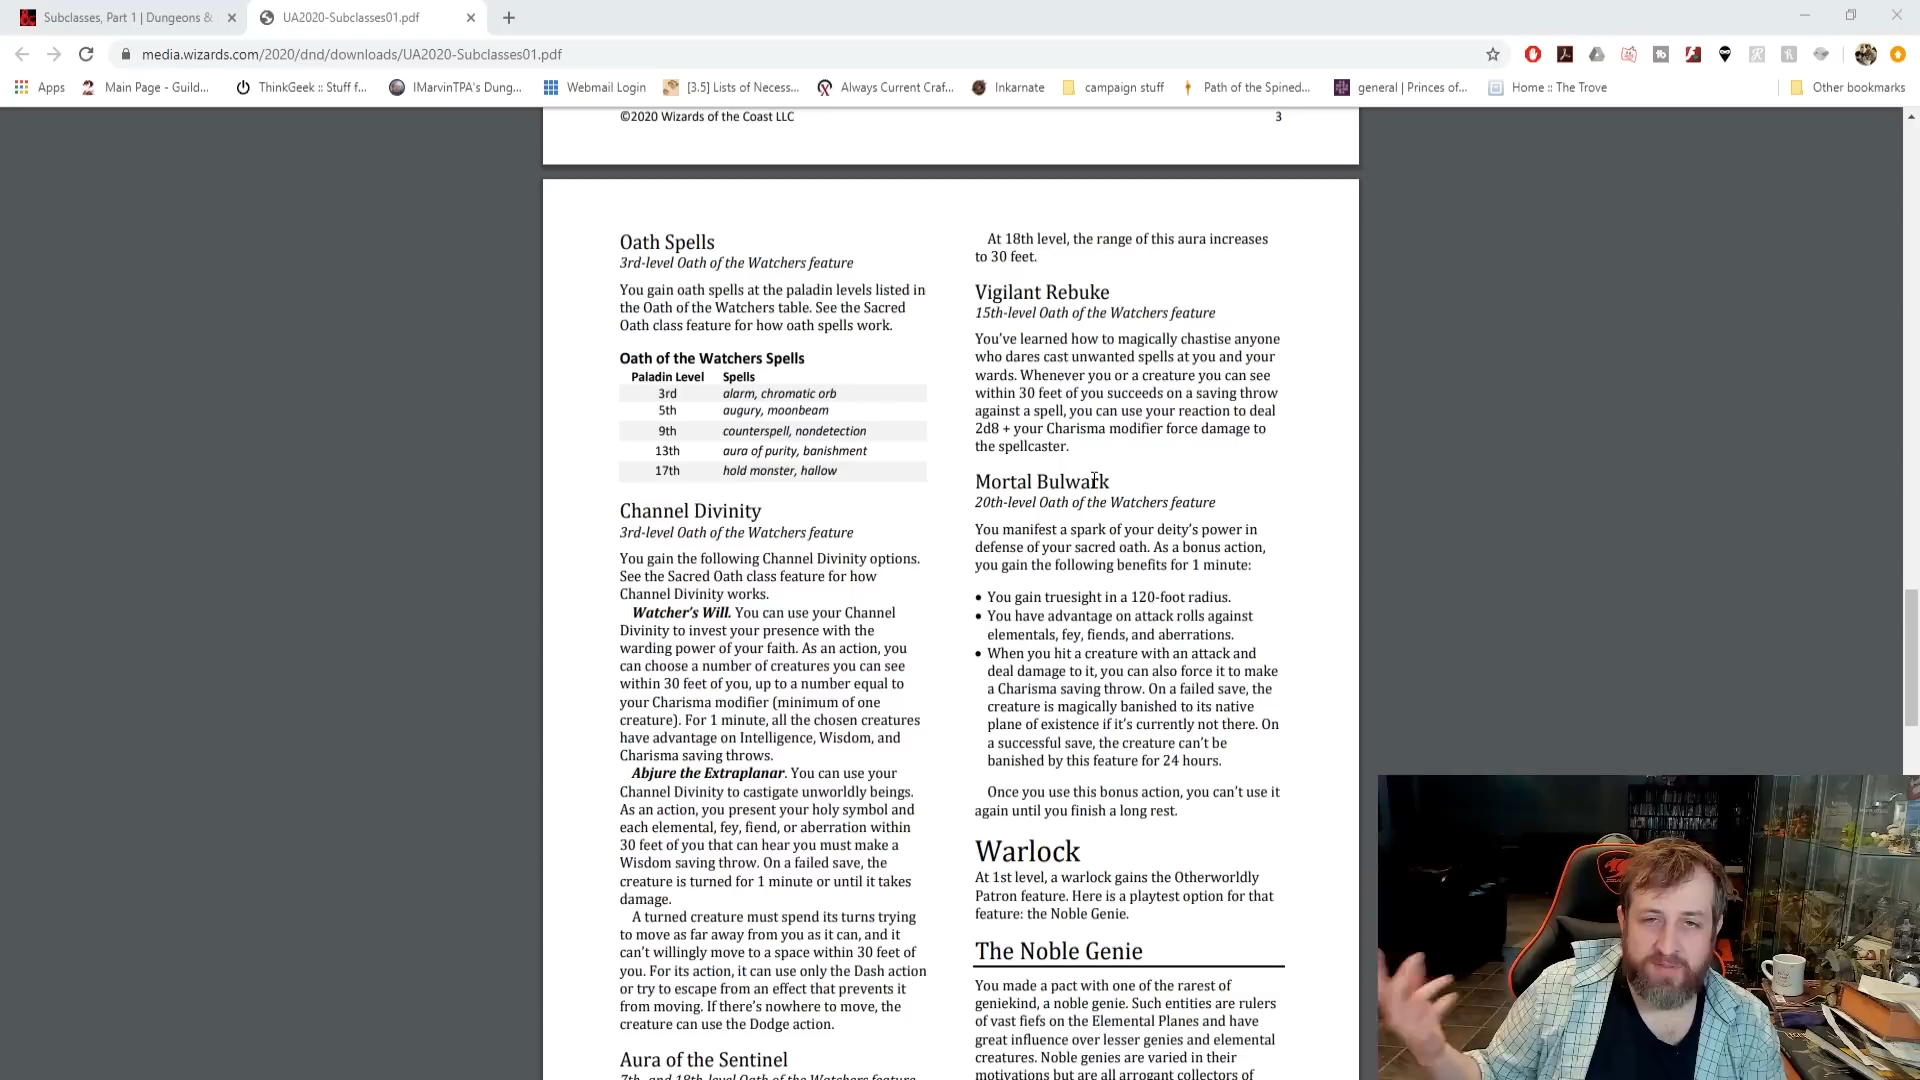 Subclasses, Part 1 | Dungeons &
UA2020-Subclasses01.pdf
media.wizards.com/2020/dnd/downloads/UA2020-Subclasses01.pdf
Apps
Main Page - Guild...
ThinkGeek :: Stuff f...
IMarvinTPA's Dung...
Webmail Login
[3.5] Lists of Necess...
Always Current Craf...
Inkarnate
campaign stuff
Path of the Spined...
general | Princes of...
Home :: The Trove
Other bookmarks
©2020 Wizards of the Coast LLC
3
Oath Spells
3rd-level Oath of the Watchers feature
You gain oath spells at the paladin levels listed in
the Oath of the Watchers table. See the Sacred
Oath class feature for how oath spells work.
Oath of the Watchers Spells
Paladin Level Spells
3rd alarm, chromatic orb
5th augury, moonbeam
9th counterspell, nondetection
13th aura of purity, banishment
17th hold monster, hallow
Channel Divinity
3rd-level Oath of the Watchers feature
You gain the following Channel Divinity options.
See the Sacred Oath class feature for how
Channel Divinity works.
Watcher's Will. You can use your Channel
Divinity to invest your presence with the
warding power of your faith. As an action, you
can choose a number of creatures you can see
within 30 feet of you, up to a number equal to
your Charisma modifier (minimum of one
creature). For 1 minute, all the chosen creatures
have advantage on Intelligence, Wisdom, and
Charisma saving throws.
Abjure the Extraplanar. You can use your
Channel Divinity to castigate unworldly beings.
As an action, you present your holy symbol and
each elemental, fey, fiend, or aberration within
30 feet of you that can hear you must make a
Wisdom saving throw. On a failed save, the
creature is turned for 1 minute or until it takes
damage.
A turned creature must spend its turns trying
to move as far away from you as it can, and it
can't willingly move to a space within 30 feet of
you. For its action, it can use only the Dash action
or try to escape from an effect that prevents it
from moving. If there's nowhere to move, the
creature can use the Dodge action.
Aura of the Sentinel
7th- and 18th-level Oath of the Watchers feature
At 18th level, the range of this aura increases
to 30 feet.
Vigilant Rebuke
15th-level Oath of the Watchers feature
You've learned how to magically chastise anyone
who dares cast unwanted spells at you and your
wards. Whenever you or a creature you can see
within 30 feet of you succeeds on a saving throw
against a spell, you can use your reaction to deal
2d8 + your Charisma modifier force damage to
the spellcaster.
Mortal Bulwark
20th-level Oath of the Watchers feature
You manifest a spark of your deity's power in
defense of your sacred oath. As a bonus action,
you gain the following benefits for 1 minute:
• You gain truesight in a 120-foot radius.
• You have advantage on attack rolls against
elementals, fey, fiends, and aberrations.
• When you hit a creature with an attack and
deal damage to it, you can also force it to make
a Charisma saving throw. On a failed save, the
creature is magically banished to its native
plane of existence if it's currently not there. On
a successful save, the creature can't be
banished by this feature for 24 hours.
Once you use this bonus action, you can't use it
again until you finish a long rest.
Warlock
At 1st level, a warlock gains the Otherworldly
Patron feature. Here is a playtest option for that
feature: the Noble Genie.
The Noble Genie
You made a pact with one of the rarest of
geniekind, a noble genie. Such entities are rulers
of vast fiefs on the Elemental Planes and have
great influence over lesser genies and elemental
creatures. Noble genies are varied in their
motivations but are all arrogant collectors of